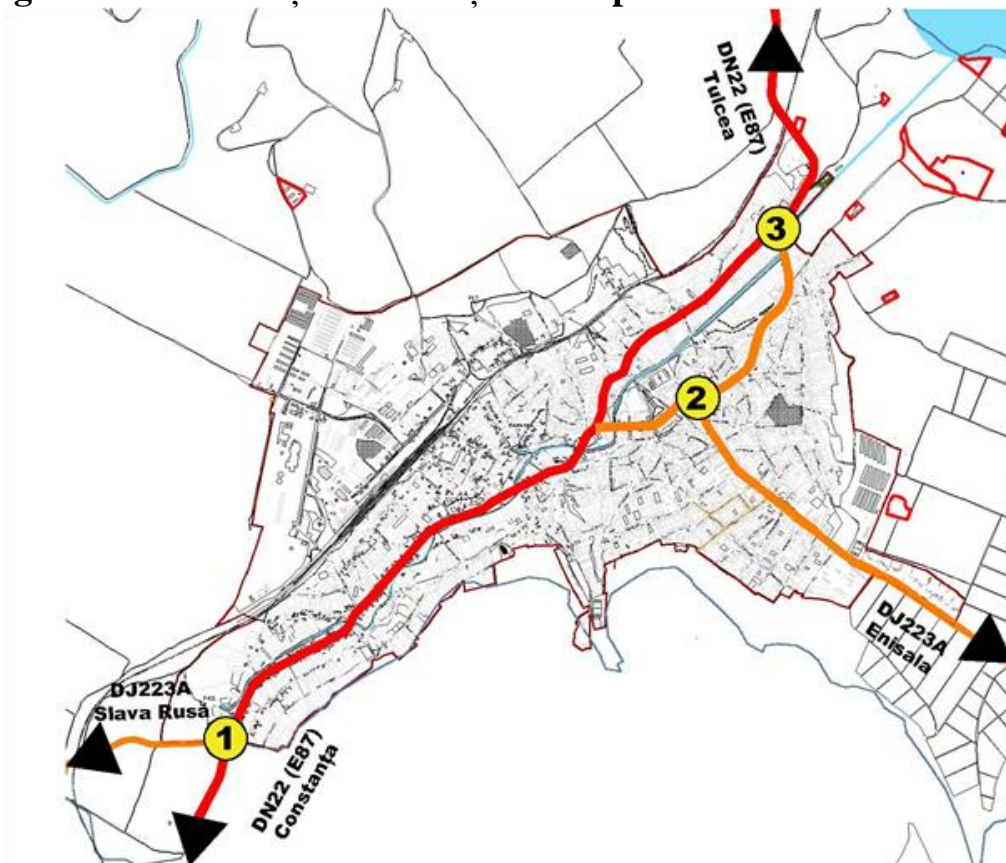 DN22 (E87)
Tulcea
3
2
DJ223A
Enisala
DJ223A
Slava Rusă
1
DN22 (E87)
Constanța